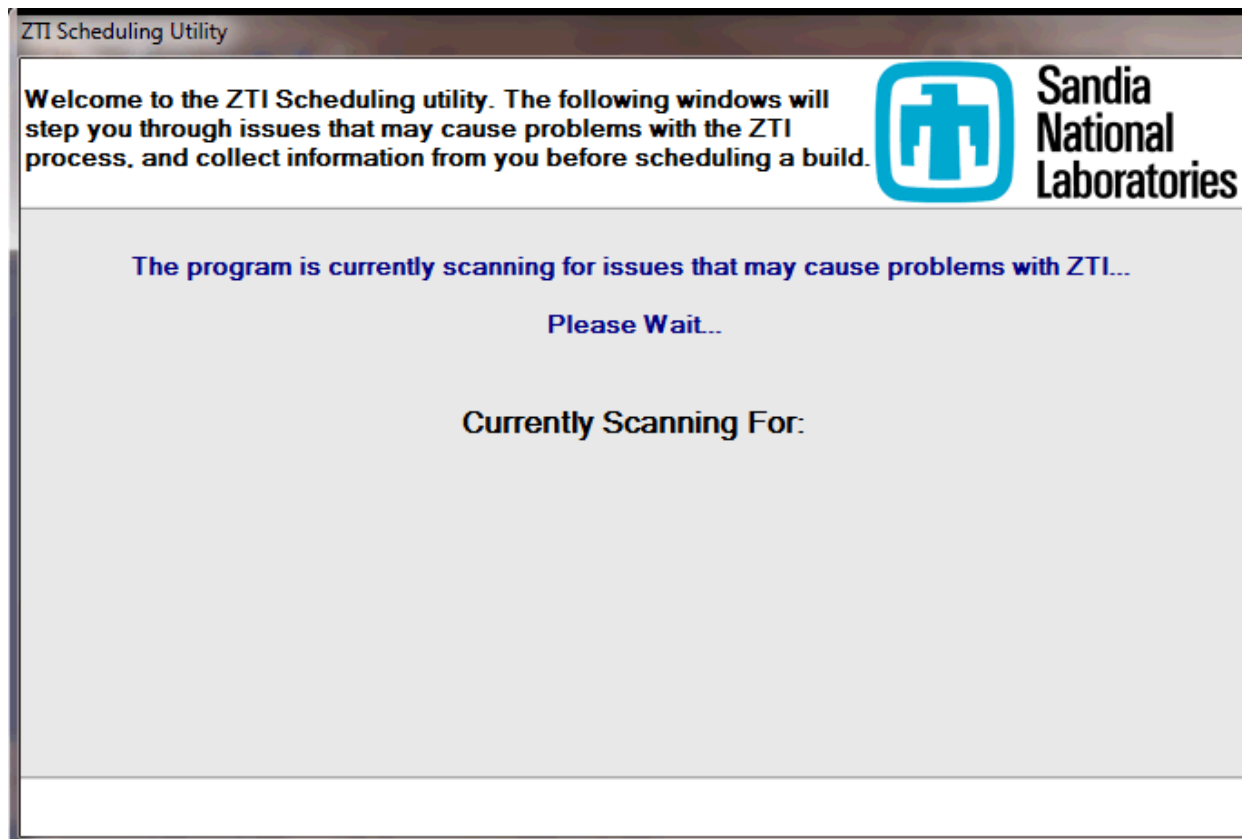 ZTI Scheduling Utility
Welcome to the ZTI Scheduling utility. The following windows will
step you through issues that may cause problems with the ZTI
process, and collect information from you before scheduling a build.
Sandia
National
Laboratories
The program is currently scanning for issues that may cause problems with ZTI...
Please Wait...
Currently Scanning For: